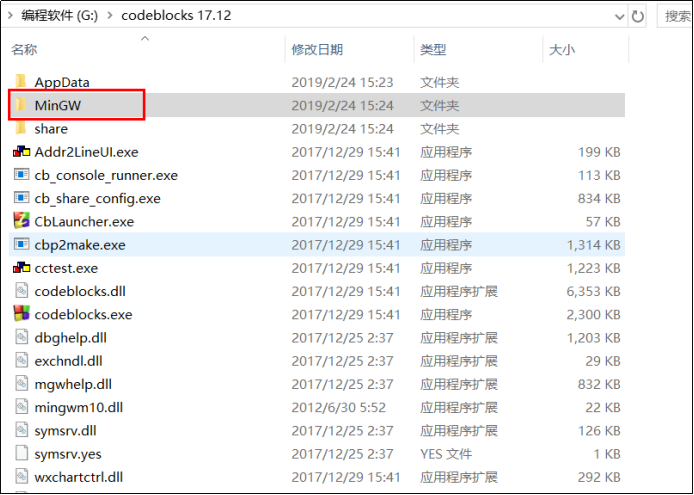 编程软件 (G:) > codeblocks 17.12 搜索
名称 修改日期 类型 大小
AppData 2019/2/24 15:23 文件夹
MinGW 2019/2/24 15:24 文件夹
share 2019/2/24 15:24 文件夹
Addr2LineUI.exe 2017/12/29 15:41 应用程序 199 KB
cb_console_runner.exe 2017/12/29 15:41 应用程序 113 KB
cb_share_config.exe 2017/12/29 15:41 应用程序 834 KB
CbLauncher.exe 2017/12/29 15:41 应用程序 57 KB
cbp2make.exe 2017/12/29 15:41 应用程序 1,314 KB
cctest.exe 2017/12/29 15:41 应用程序 1,223 KB
codeblocks.dll 2017/12/29 15:41 应用程序扩展 6,353 KB
codeblocks.exe 2017/12/29 15:41 应用程序 2,300 KB
dbghelp.dll 2017/12/25 2:37 应用程序扩展 1,203 KB
exchndl.dll 2017/12/25 2:37 应用程序扩展 29 KB
mgwhelp.dll 2017/12/25 2:37 应用程序扩展 832 KB
mingwm10.dll 2012/6/30 5:52 应用程序扩展 22 KB
symsrv.dll 2017/12/25 2:37 应用程序扩展 126 KB
symsrv.yes 2017/12/25 2:37 YES 文件 1 KB
wxchartctrl.dll 2017/12/29 15:41 应用程序扩展 292 KB